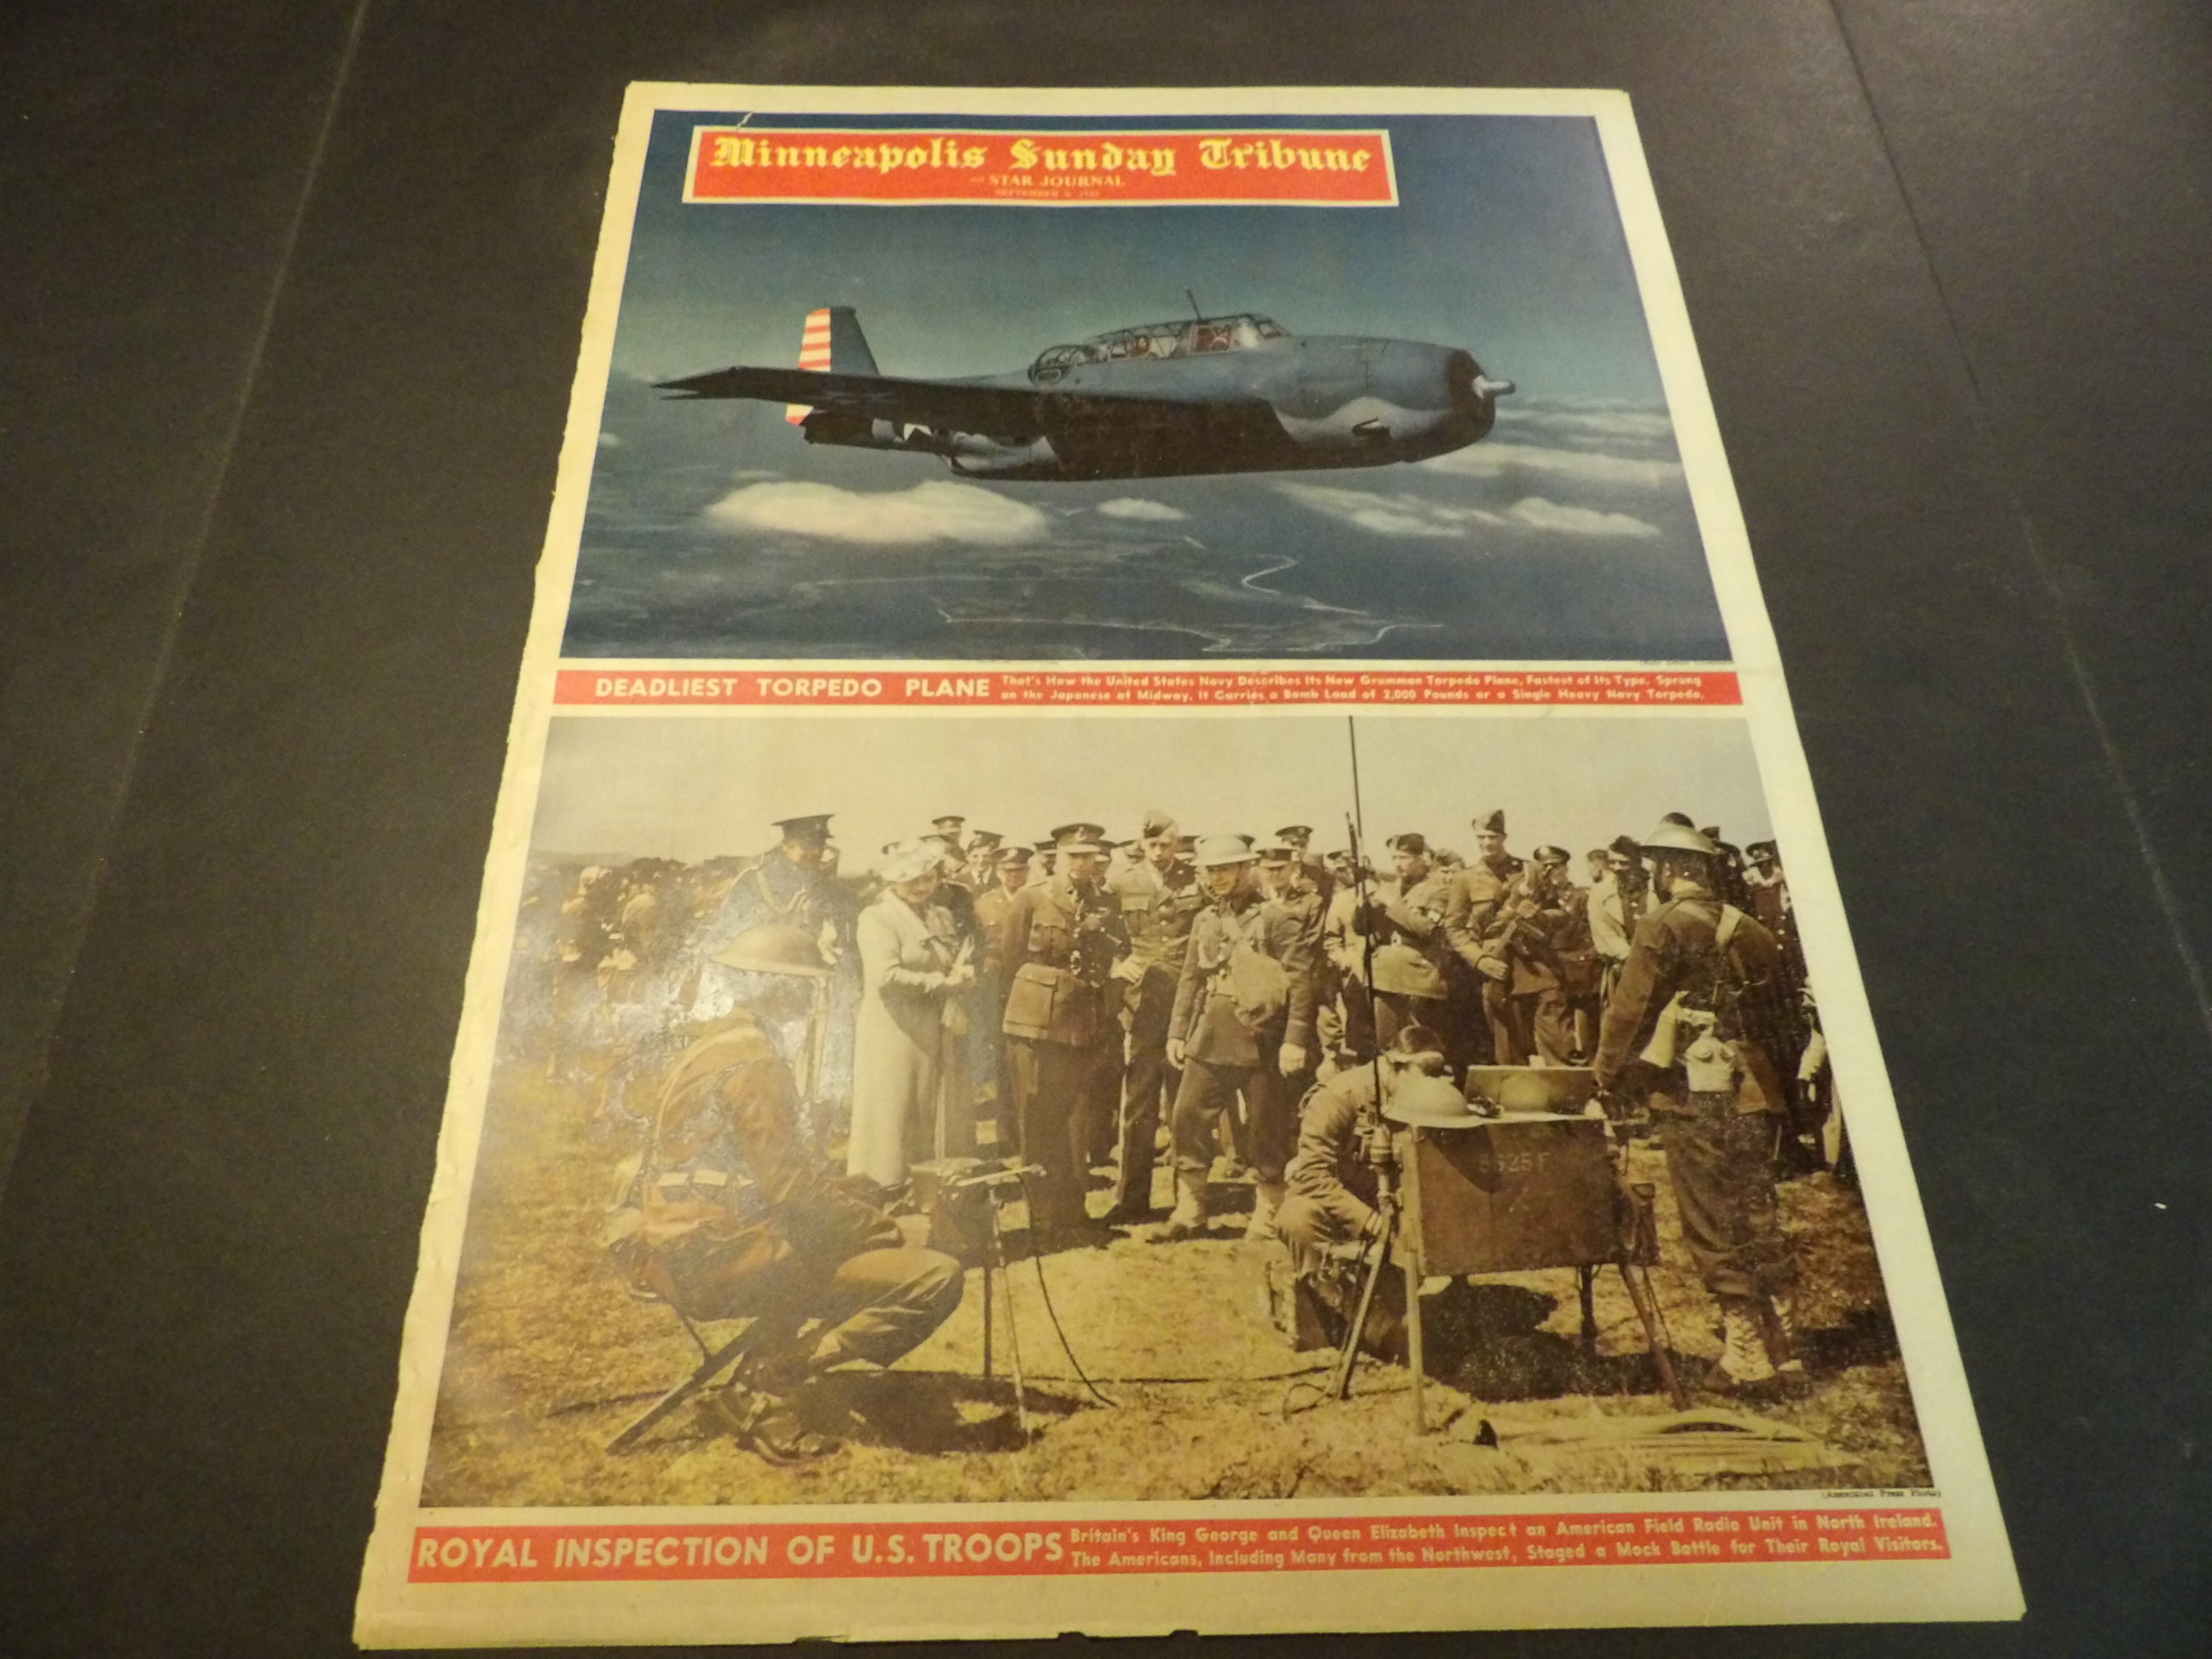 Minneapolis Sunday Tribune
STAR JOURNAL
DEADLIEST TORPEDO PLANE That's How the United States Navy Describes Its New Grumman Torpedo Plane, Fastest of Its Type. Sprung
on the Japanese at Midway, It Carries a Bomb Load of 2,000 Pounds or a Single Heavy Navy Torpedo.
5525T
(Associated Press Photo)
ROYAL INSPECTION OF U.S. TROOPS Britain's King George and Queen Elizabeth Inspect an American Field Radio Unit in North Ireland.
The Americans, Including Many from the Northwest, Staged a Mock Battle for Their Royal Visitors.